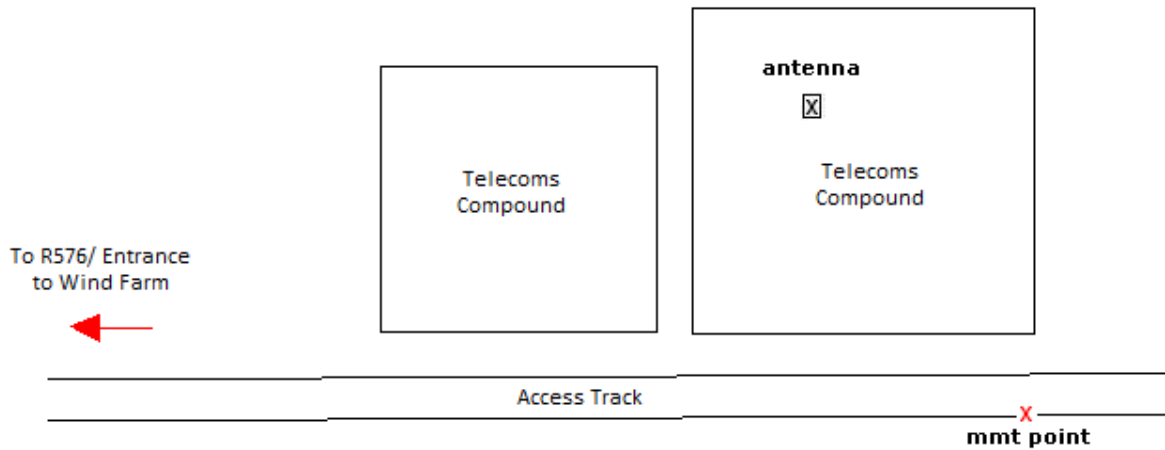 antenna
X
Telecoms
Compound
Telecoms
Compound
To R576/ Entrance
to Wind Farm
Access Track
X
mmt point